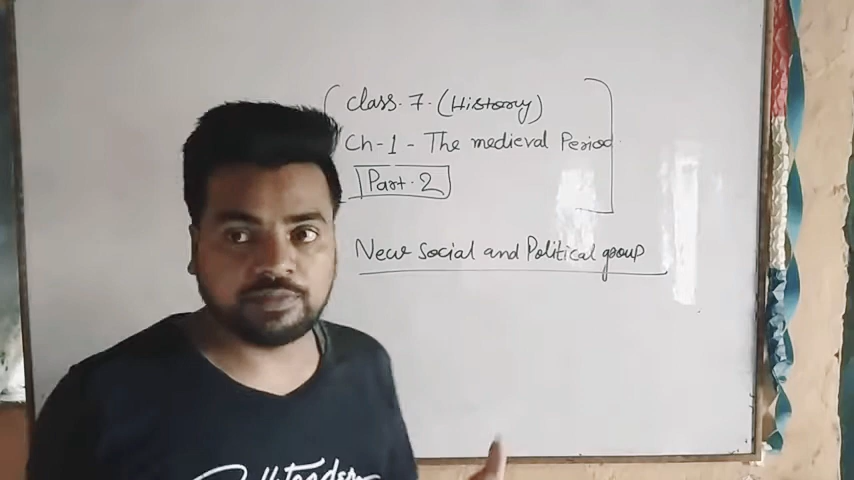 Class. 7. (History)
Ch-1 - The medieval Period
Part. 2
New Social and Political group